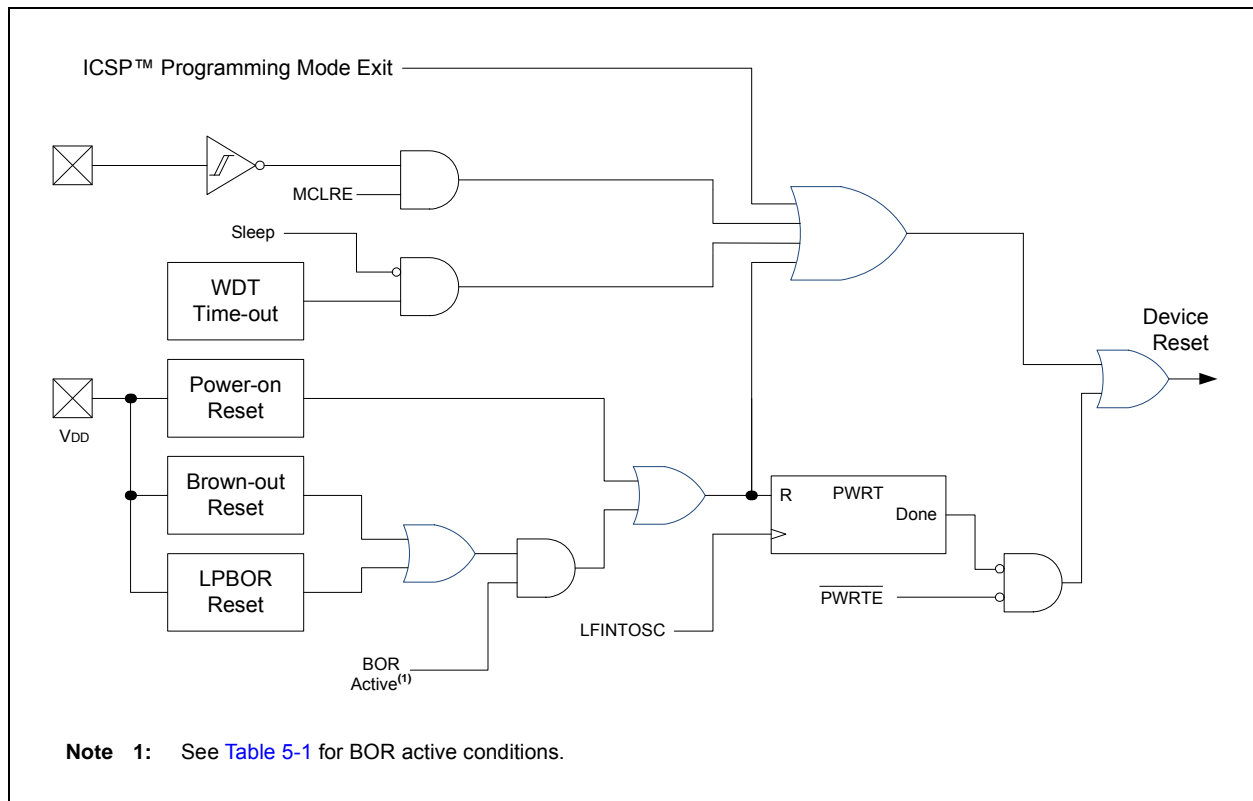 ICSP™ Programming Mode Exit
MCLRE
Sleep
WDT
Time-out
Device
Reset
Power-on
Reset
VDD
Brown-out
Reset
R
PWRT
Done
LPBOR
Reset
PWRTE
LFINTOSC
BOR
Active(1)
Note 1: See Table 5-1 for BOR active conditions.